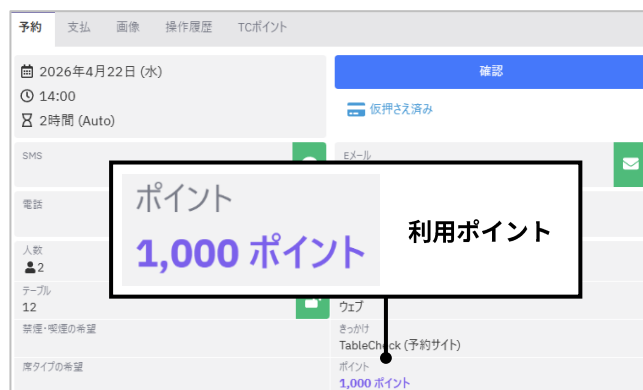 予約 支払 画像 操作履歴 TCポイント
2026年4月22日 (水)
確認
14:00
仮押さえ済み
2時間 (Auto)
SMS
Eメール
電話
ポイント
1,000 ポイント
利用ポイント
人数
2
テーブル
12
ウェブ
禁煙・喫煙の希望
きっかけ
TableCheck (予約サイト)
席タイプの希望
ポイント
1,000 ポイント